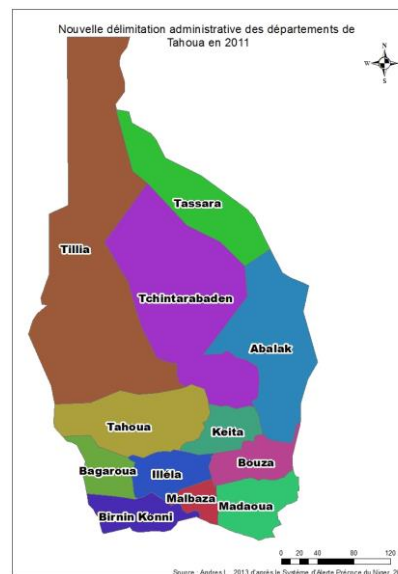 Nouvelle délimitation administrative des départements de
Tahoua en 2011
N
W E
S
Tassara
Tillia
Tchintarabaden
Abalak
Tahoua
Keita
Bouza
Bagaroua
Illéla
Malbaza
Madaoua
Birnin Konni
0 20 40 80 120
Source : Andres L., 2013 d'après le Système d'Alerte Précoce du Niger, 20